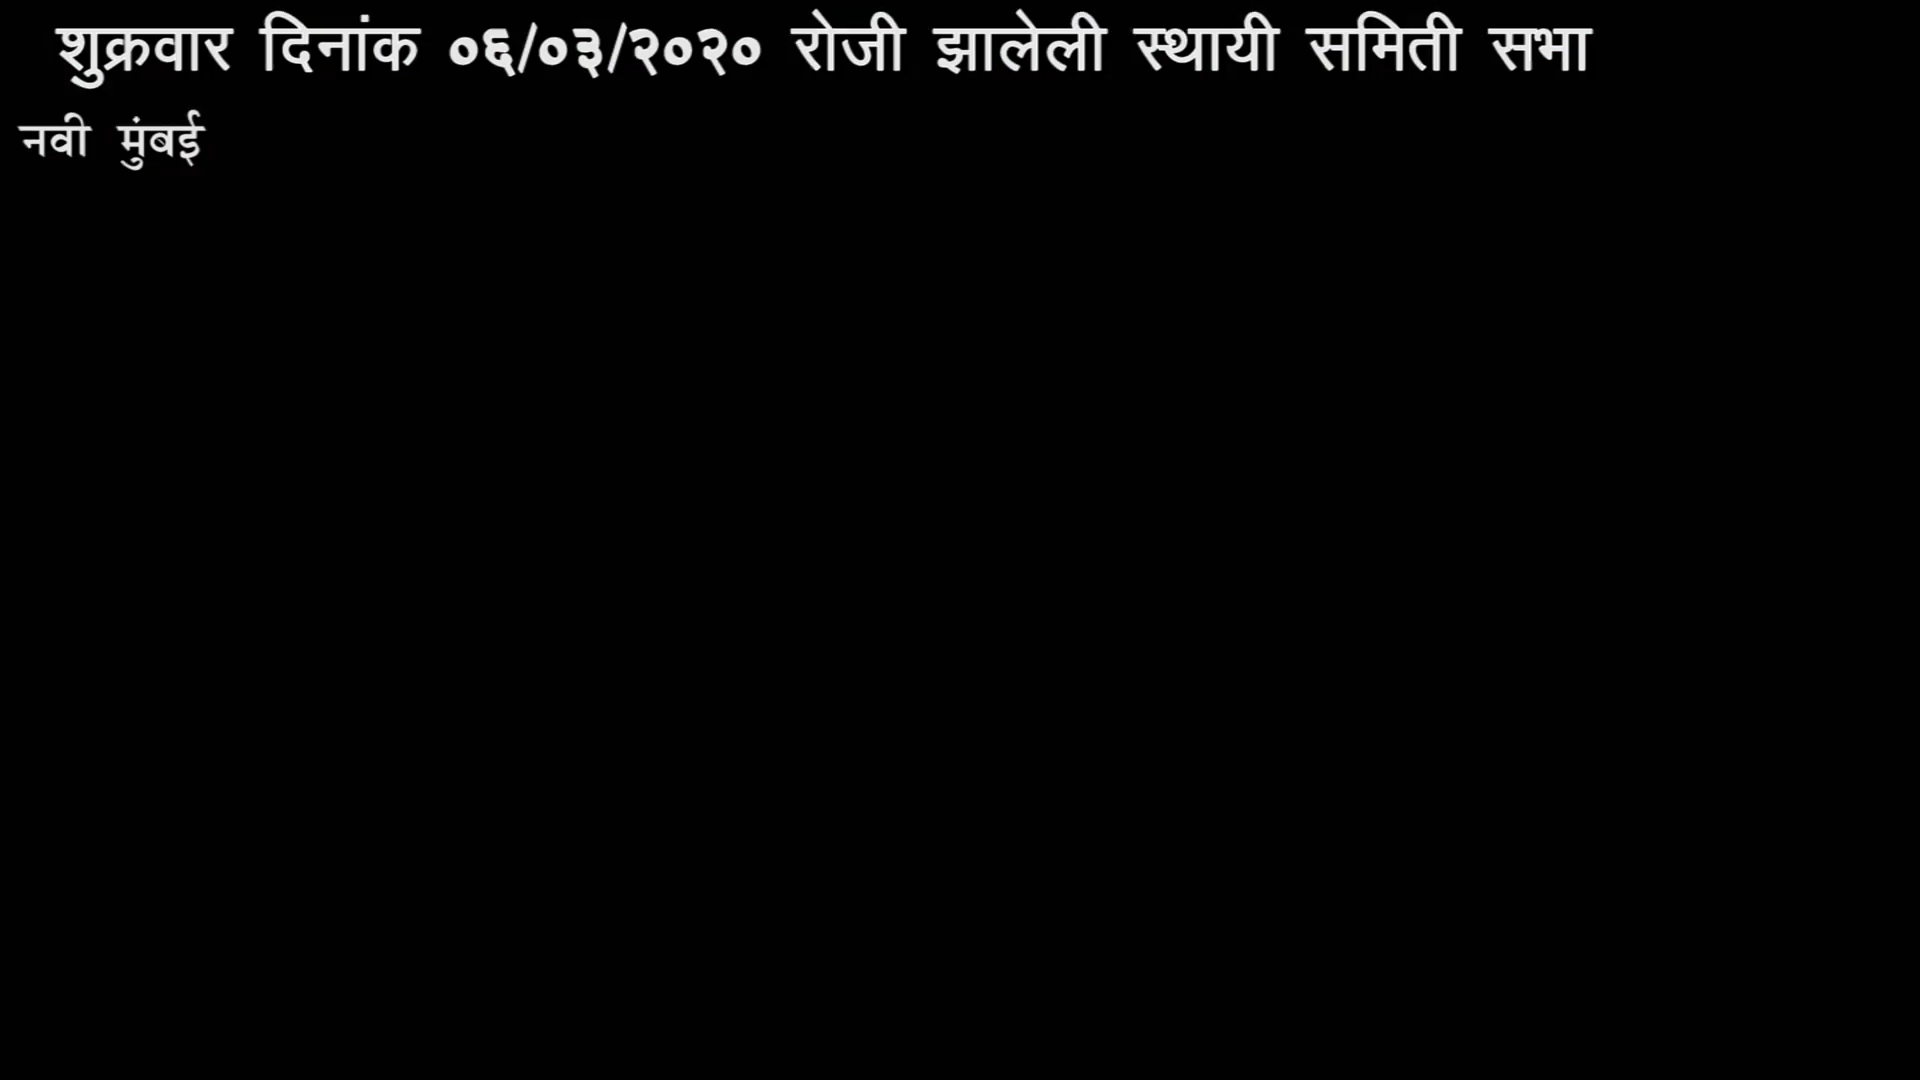 शुक्रवार दिनांक ०६/०३/२०२० रोजी झालेली स्थायी समिती सभा
नवी मुंबई